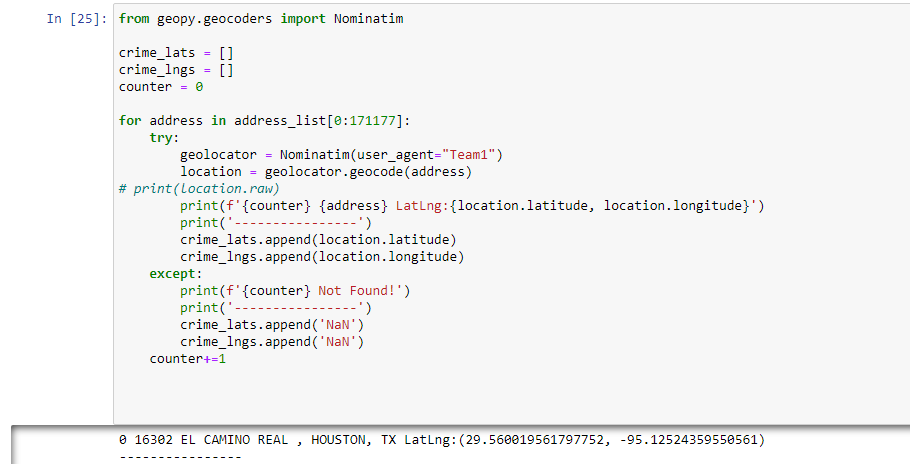 In [25]: from geopy.geocoders import Nominatim
crime_lats = []
crime_lngs = []
counter = 0
for address in address_list[0:171177]:
try:
geolocator = Nominatim(user_agent="Team1")
location = geolocator.geocode(address)
# print(location.raw)
print(f'{counter} {address} LatLng:{location.latitude, location.longitude}')
print('----------------')
crime_lats.append(location.latitude)
crime_lngs.append(location.longitude)
except:
print(f'{counter} Not Found!')
print('----------------')
crime_lats.append('NaN')
crime_lngs.append('NaN')
counter+=1
0 16302 EL CAMINO REAL , HOUSTON, TX LatLng:(29.560019561797752, -95.12524359550561)
----------------